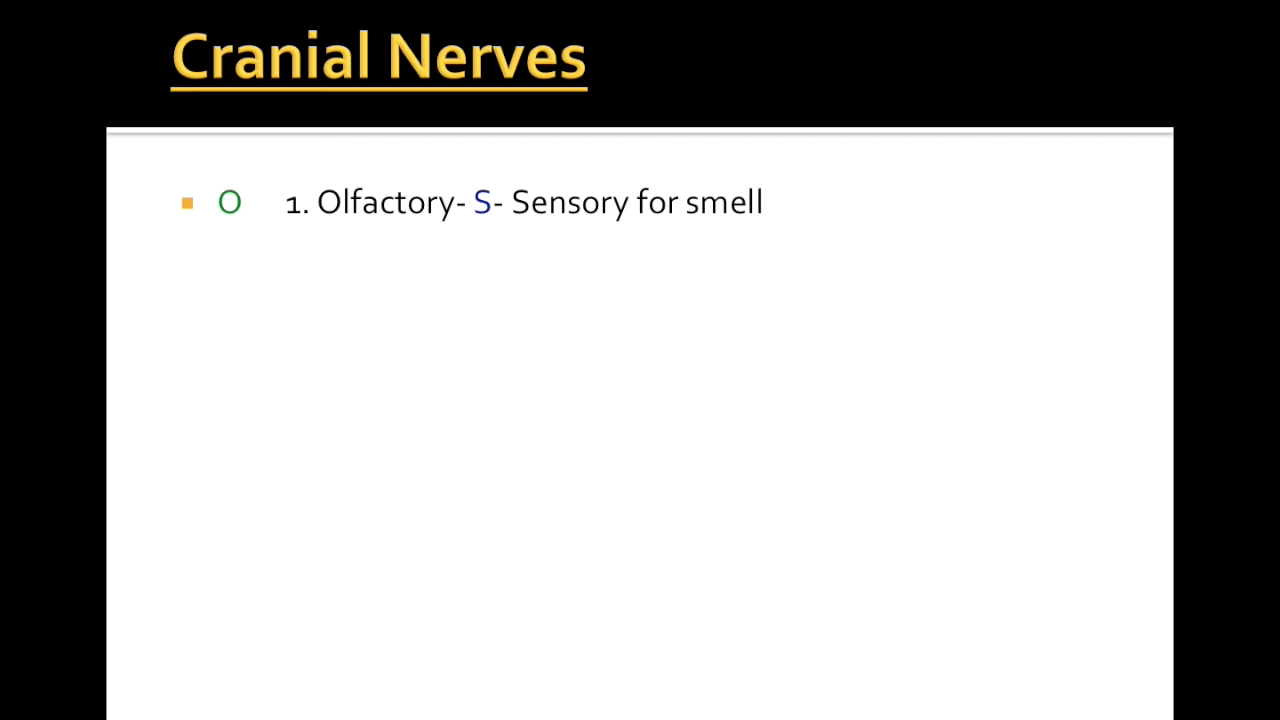 Cranial Nerves
O 1. Olfactory- S- Sensory for smell